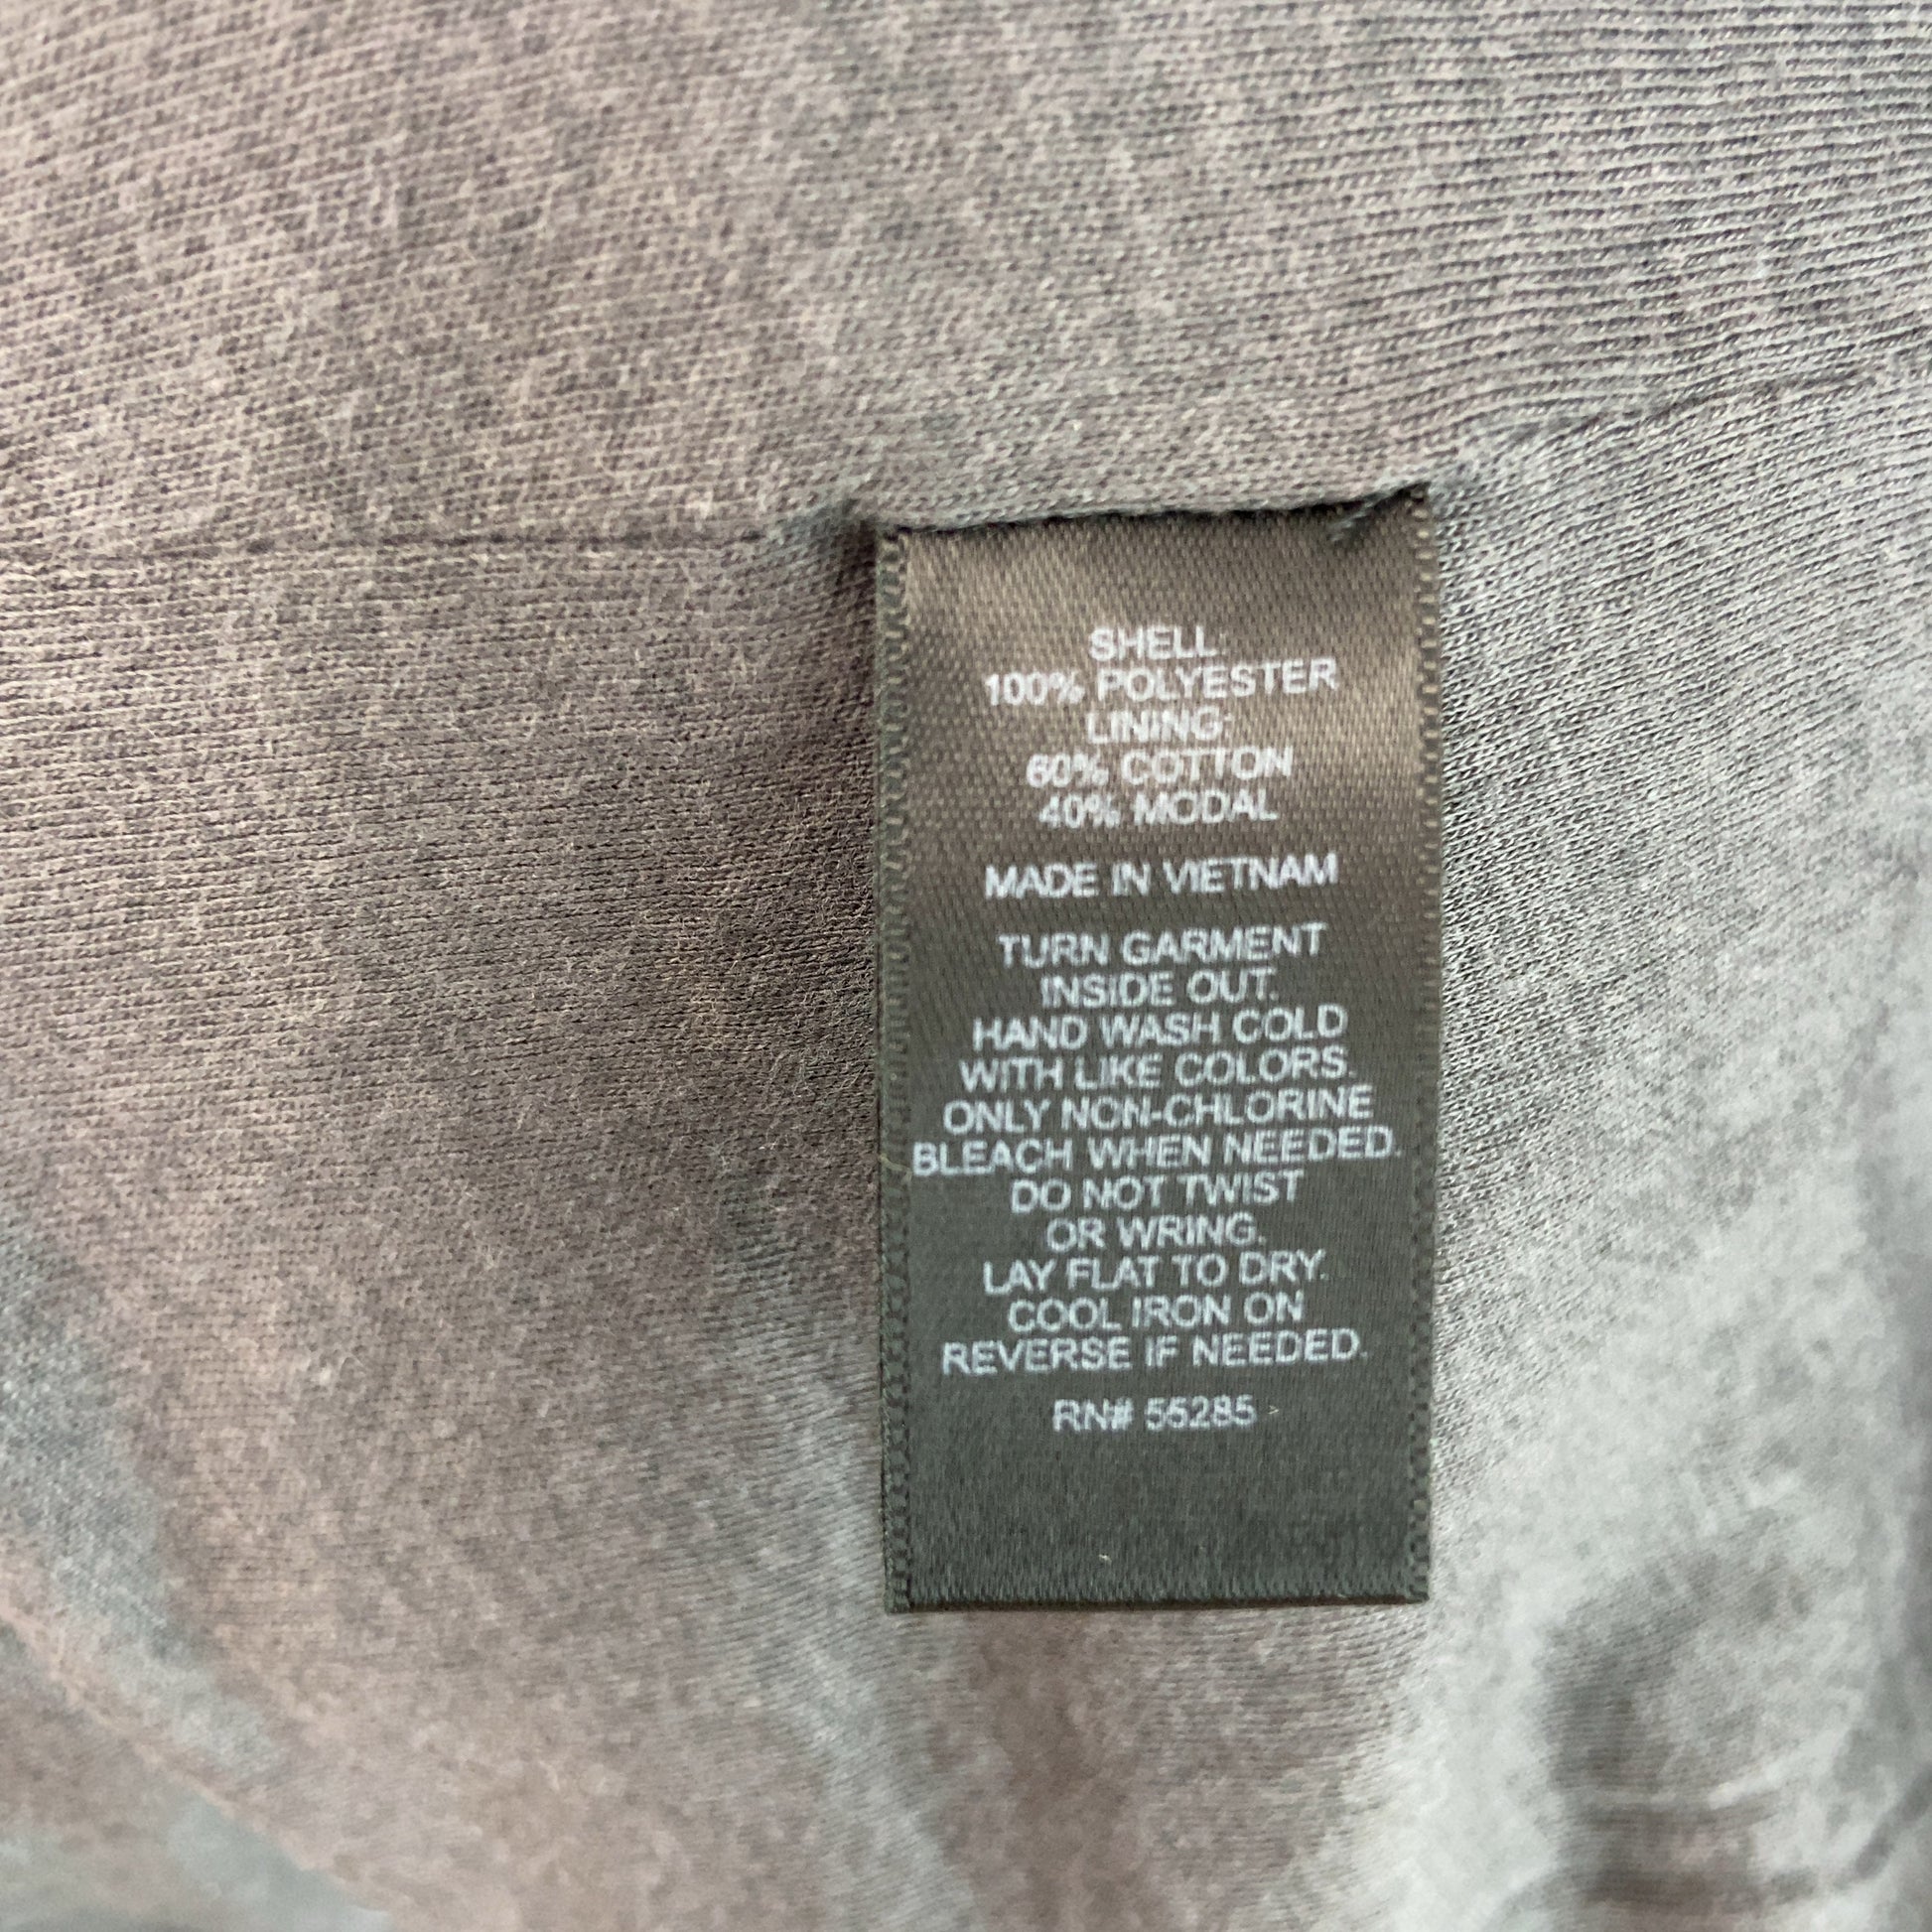 SHELL:
100% POLYESTER
LINING:
60% COTTON
40% MODAL
MADE IN VIETNAM
TURN GARMENT
INSIDE OUT.
HAND WASH COLD
WITH LIKE COLORS.
ONLY NON-CHLORINE
BLEACH WHEN NEEDED.
DO NOT TWIST
OR WRING.
LAY FLAT TO DRY.
COOL IRON ON
REVERSE IF NEEDED.
RN# 55285